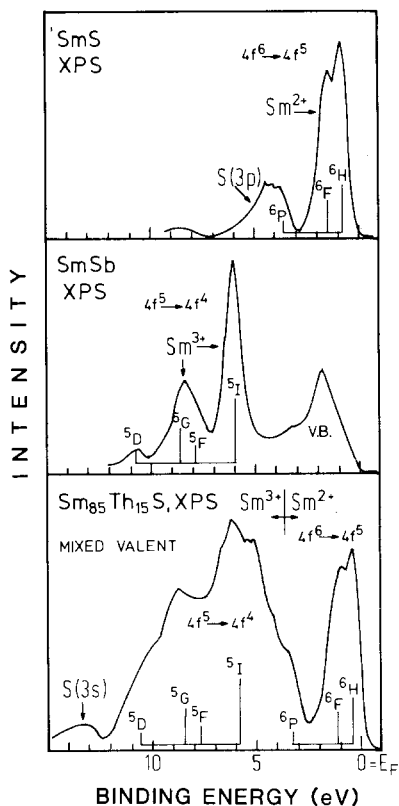 SmS
XPS
4f⁶→4f⁵
Sm²⁺
S(3p)
⁶P
⁶F
⁶H
SmSb
XPS
4f⁵→4f⁴
Sm³⁺
⁵D
⁵G
⁵F
⁵I
V.B.
Sm₈₅Th₁₅S, XPS
MIXED VALENT
Sm³⁺
Sm²⁺
4f⁶→4f⁵
4f⁵→4f⁴
S(3s)
⁵D
⁵G
⁵F
⁵I
⁶P
⁶F
⁶H
10
5
0=E_F
BINDING ENERGY (eV)
INTENSITY